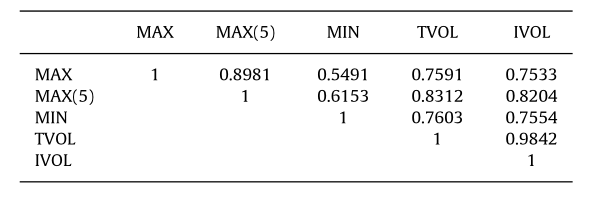 MAX MAX(5) MIN TVOL IVOL
MAX 1 0.8981 0.5491 0.7591 0.7533
MAX(5) 1 0.6153 0.8312 0.8204
MIN 1 0.7603 0.7554
TVOL 1 0.9842
IVOL 1